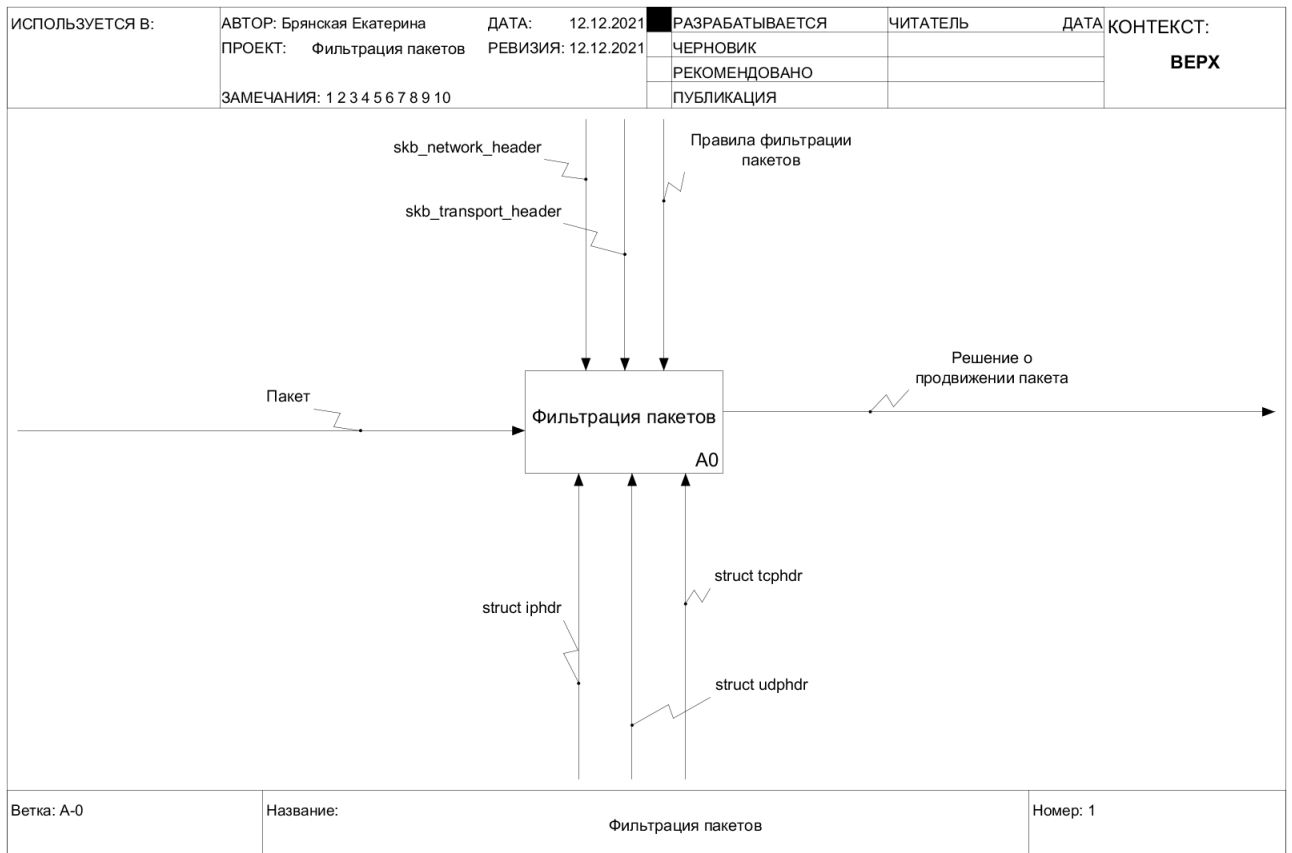 ИСПОЛЬЗУЕТСЯ В:
АВТОР: Брянская Екатерина
ДАТА: 12.12.2021
ПРОЕКТ: Фильтрация пакетов
РЕВИЗИЯ: 12.12.2021
ЗАМЕЧАНИЯ: 1 2 3 4 5 6 7 8 9 10
РАЗРАБАТЫВАЕТСЯ
ЧЕРНОВИК
РЕКОМЕНДОВАНО
ПУБЛИКАЦИЯ
ЧИТАТЕЛЬ
ДАТА
КОНТЕКСТ:
ВЕРХ
skb_network_header
skb_transport_header
Правила фильтрации
пакетов
Пакет
Фильтрация пакетов
A0
Решение о
продвижении пакета
struct iphdr
struct udphdr
struct tcphdr
Ветка: A-0
Название:
Фильтрация пакетов
Номер: 1